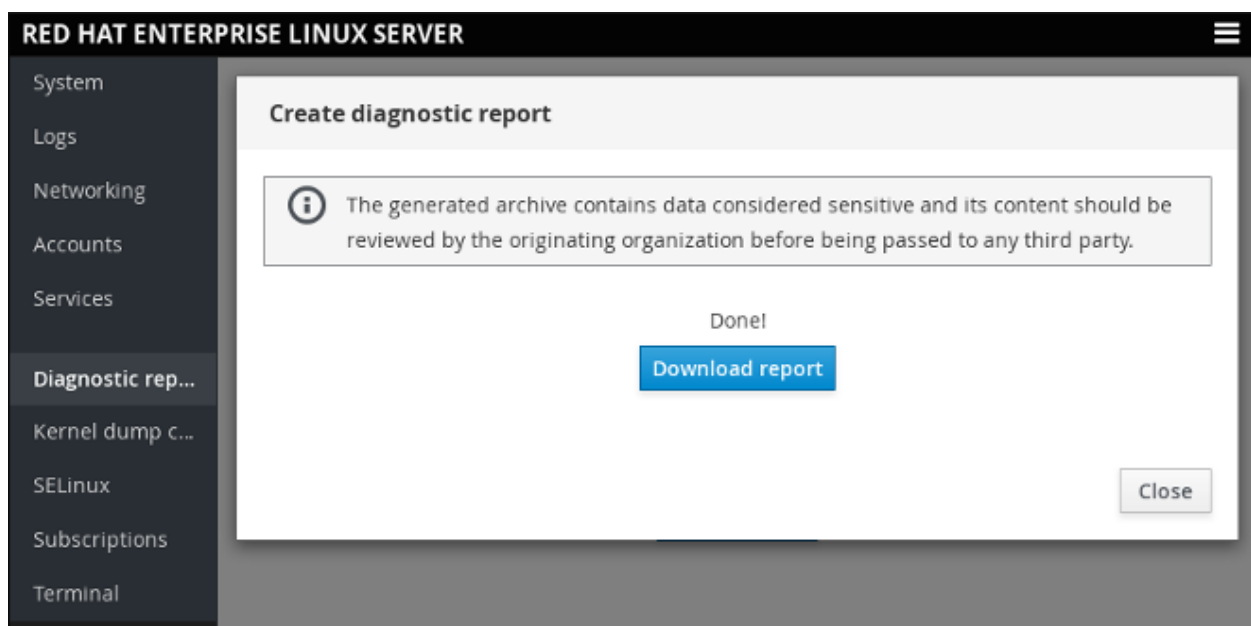 RED HAT ENTERPRISE LINUX SERVER
System
Logs
Networking
Accounts
Services
Diagnostic rep...
Kernel dump c...
SELinux
Subscriptions
Terminal
Create diagnostic report
The generated archive contains data considered sensitive and its content should be
reviewed by the originating organization before being passed to any third party.
Done!
Download report
Close